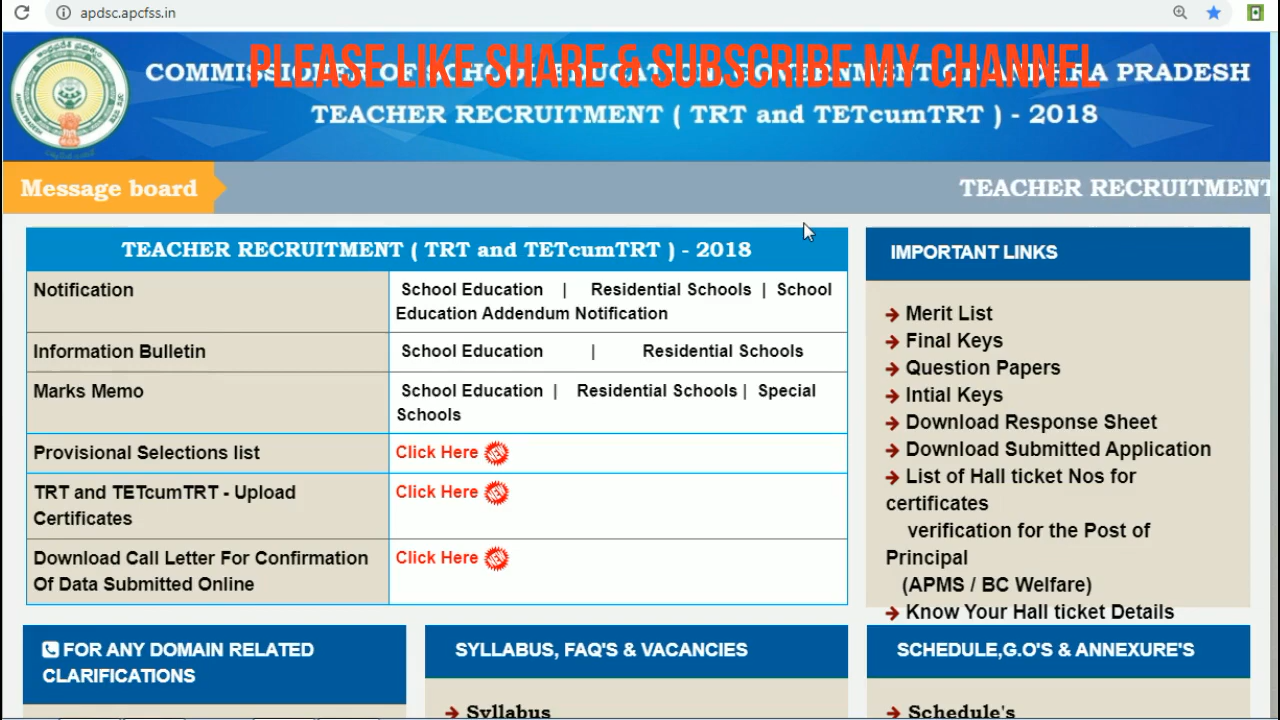 apdsc.apcfss.in
PLEASE LIKE SHARE & SUBSCRIBE MY CHANNEL
COMMISSIONER OF SCHOOL EDUCATION, GOVERNMENT OF ANDHRA PRADESH
TEACHER RECRUITMENT ( TRT and TETcumTRT ) - 2018
Message board
TEACHER RECRUITMENT
TEACHER RECRUITMENT ( TRT and TETcumTRT ) - 2018
Notification
School Education | Residential Schools | School
Education Addendum Notification
Information Bulletin
School Education | Residential Schools
Marks Memo
School Education | Residential Schools | Special
Schools
Provisional Selections list
Click Here NEW
TRT and TETcumTRT - Upload
Certificates
Click Here NEW
Download Call Letter For Confirmation
Of Data Submitted Online
Click Here NEW
IMPORTANT LINKS
Merit List
Final Keys
Question Papers
Intial Keys
Download Response Sheet
Download Submitted Application
List of Hall ticket Nos for
certificates
verification for the Post of
Principal
(APMS / BC Welfare)
Know Your Hall ticket Details
FOR ANY DOMAIN RELATED
CLARIFICATIONS
SYLLABUS, FAQ'S & VACANCIES
Syllabus
SCHEDULE,G.O'S & ANNEXURE'S
Schedule's